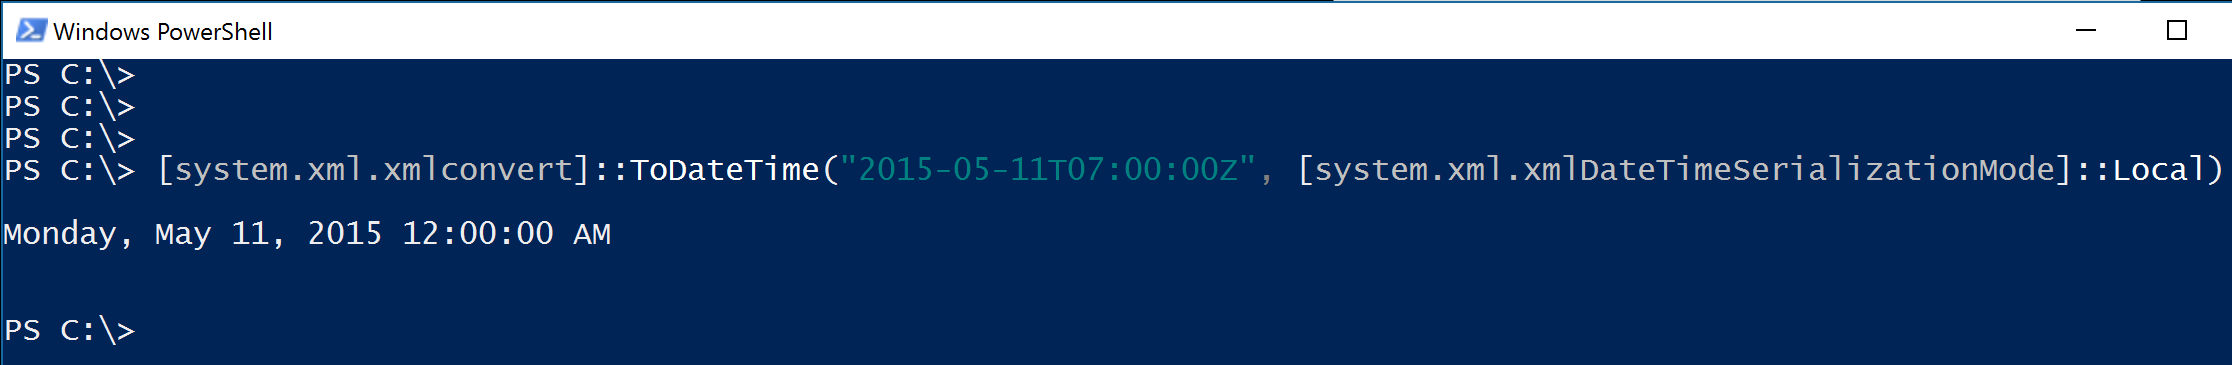 Windows PowerShell
PS C:\>
PS C:\>
PS C:\>
PS C:\> [system.xml.xmlconvert]::ToDateTime("2015-05-11T07:00:00Z", [system.xml.xmlDateTimeSerializationMode]::Local)
Monday, May 11, 2015 12:00:00 AM
PS C:\>